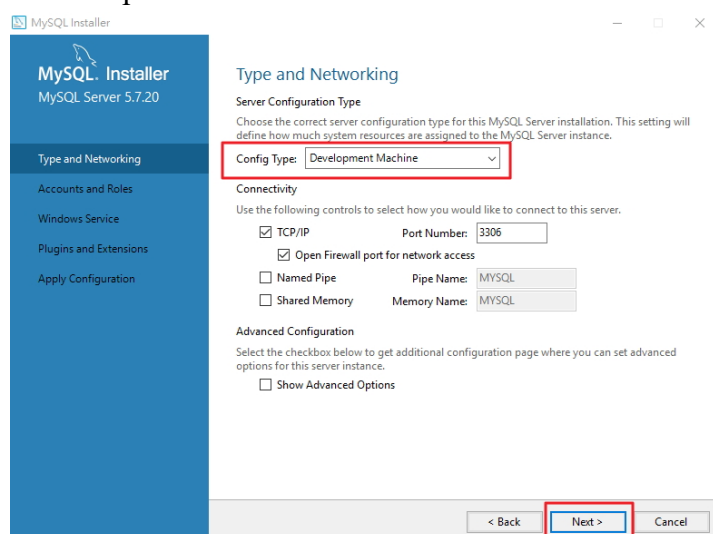 MySQL Installer
MySQL. Installer
MySQL Server 5.7.20
Type and Networking
Accounts and Roles
Windows Service
Plugins and Extensions
Apply Configuration
Type and Networking
Server Configuration Type
Choose the correct server configuration type for this MySQL Server installation. This setting will
define how much system resources are assigned to the MySQL Server instance.
Config Type: Development Machine
Connectivity
Use the following controls to select how you would like to connect to this server.
TCP/IP Port Number: 3306
Open Firewall port for network access
Named Pipe Pipe Name: MYSQL
Shared Memory Memory Name: MYSQL
Advanced Configuration
Select the checkbox below to get additional configuration page where you can set advanced
options for this server instance.
Show Advanced Options
< Back Next > Cancel